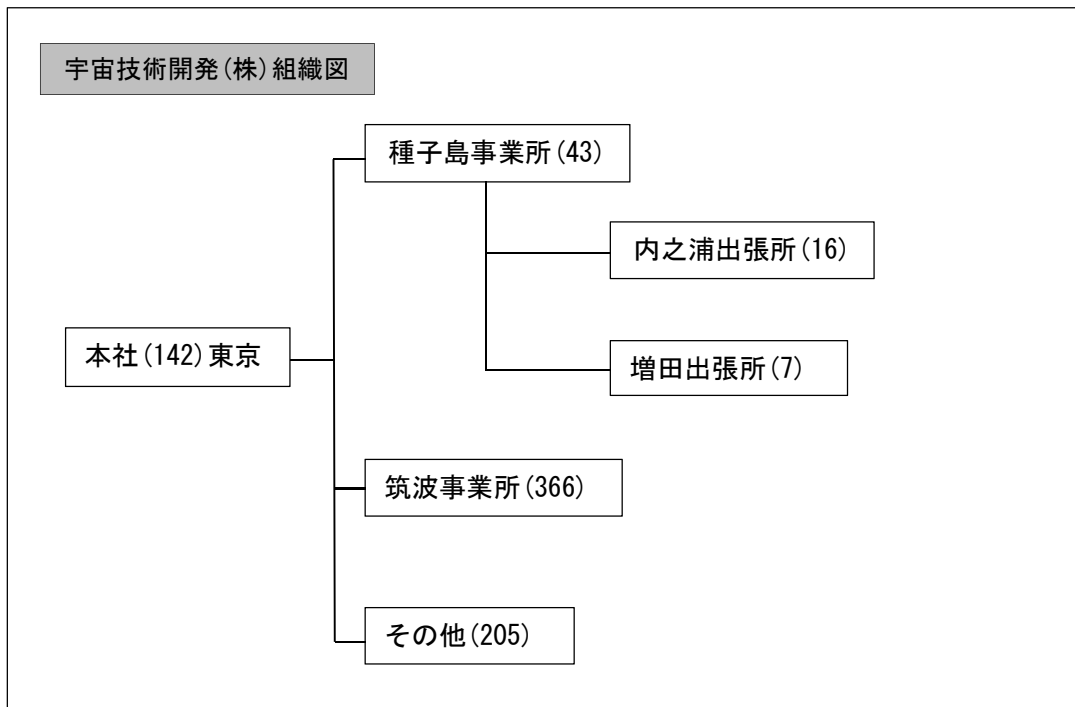 宇宙技術開発(株)組織図
種子島事業所(43)
内之浦出張所(16)
本社(142)東京
増田出張所(7)
筑波事業所(366)
その他(205)